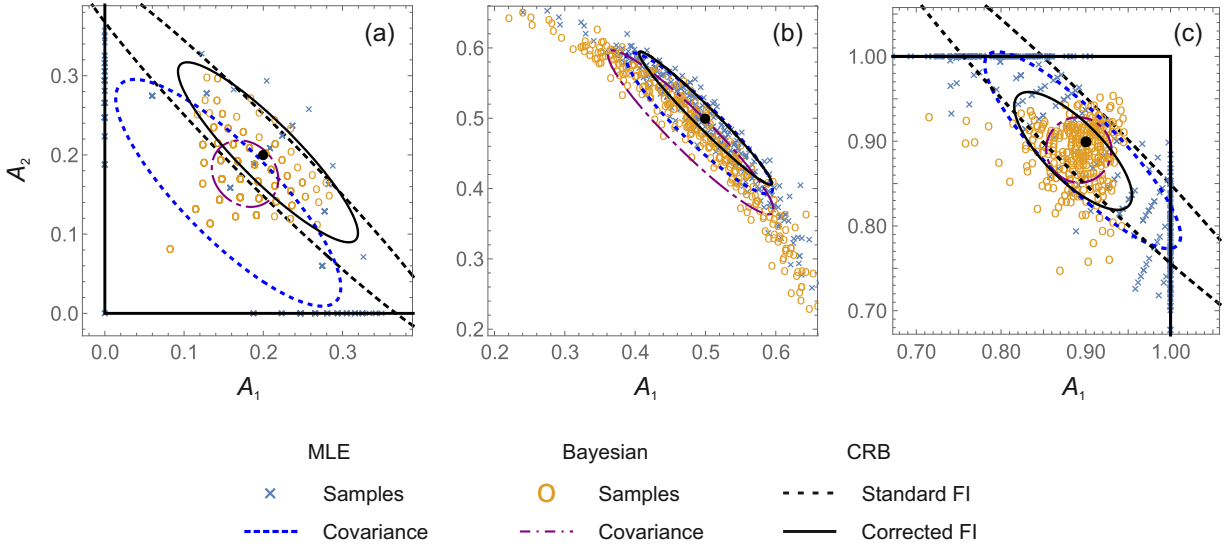 (a)
(b)
(c)
A₂
0.3
0.2
0.1
0.0
0.0 0.1 0.2 0.3
A₁
0.6
0.5
0.4
0.3
0.2
0.2 0.3 0.4 0.5 0.6
A₁
1.00
0.90
0.80
0.70
0.70 0.80 0.90 1.00
A₁
MLE Bayesian CRB
Samples Samples Standard FI
Covariance Covariance Corrected FI